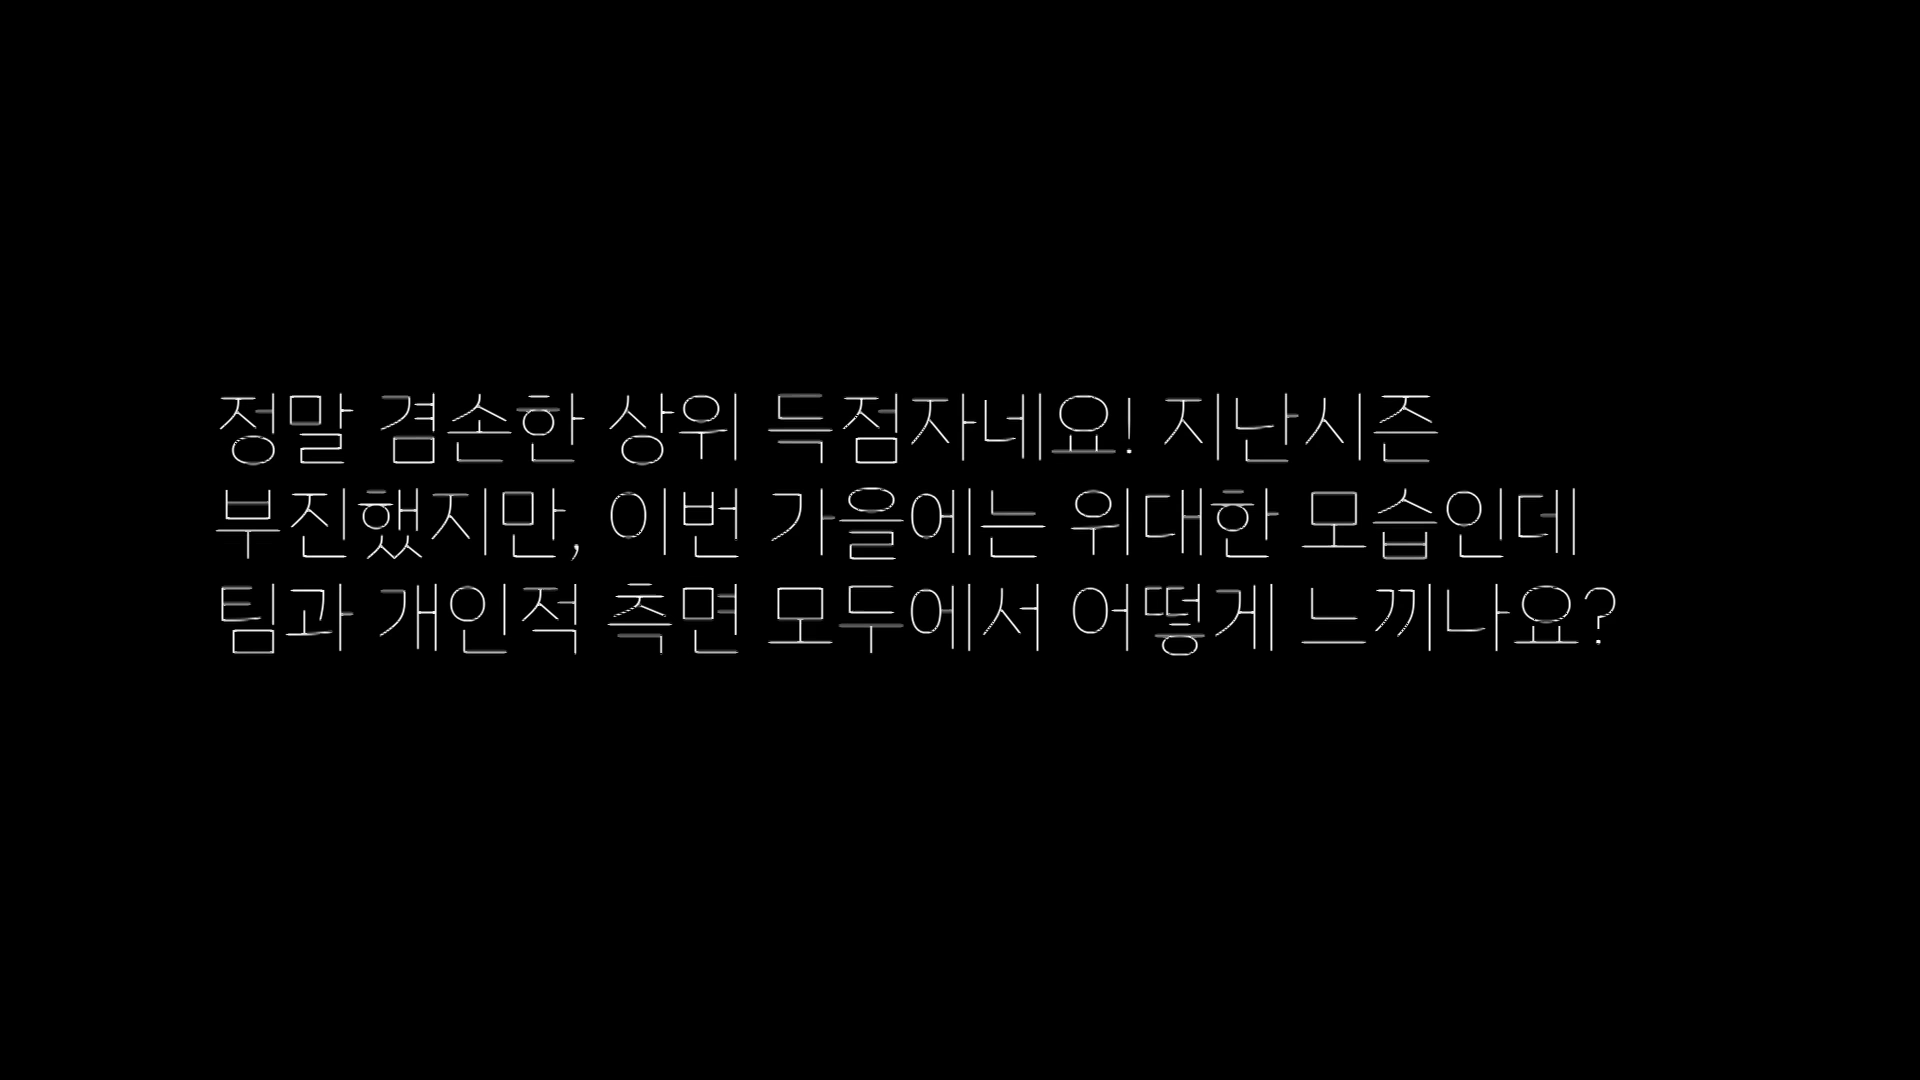 정말 겸손한 상위 득점자네요! 지난시즌
부진했지만, 이번 가을에는 위대한 모습인데
팀과 개인적 측면 모두에서 어떻게 느끼나요?